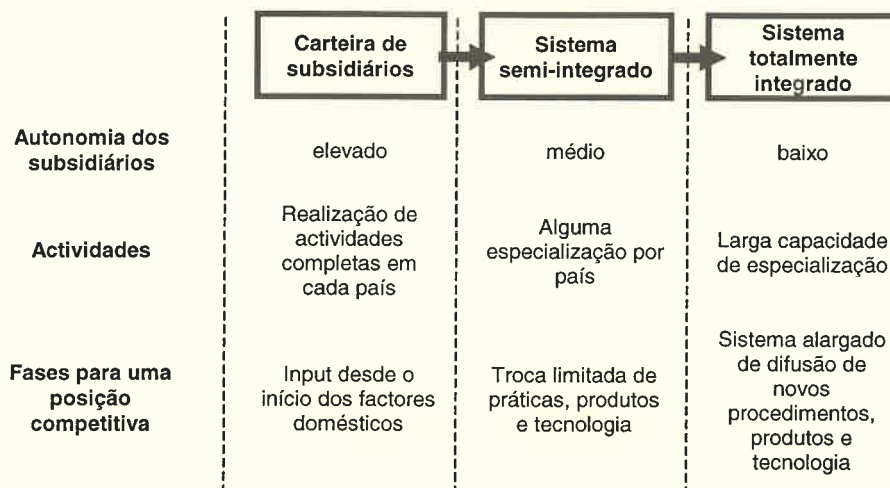 Carteira de
subsidiários
Sistema
semi-integrado
Sistema
totalmente
integrado
Autonomia dos
subsidiários
elevado
médio
baixo
Actividades
Realização de
actividades
completas em
cada país
Alguma
especialização por
país
Larga capacidade
de especialização
Fases para uma
posição
competitiva
Input desde o
início dos factores
domésticos
Troca limitada de
práticas, produtos
e tecnologia
Sistema alargado
de difusão de
novos
procedimentos,
produtos e
tecnologia